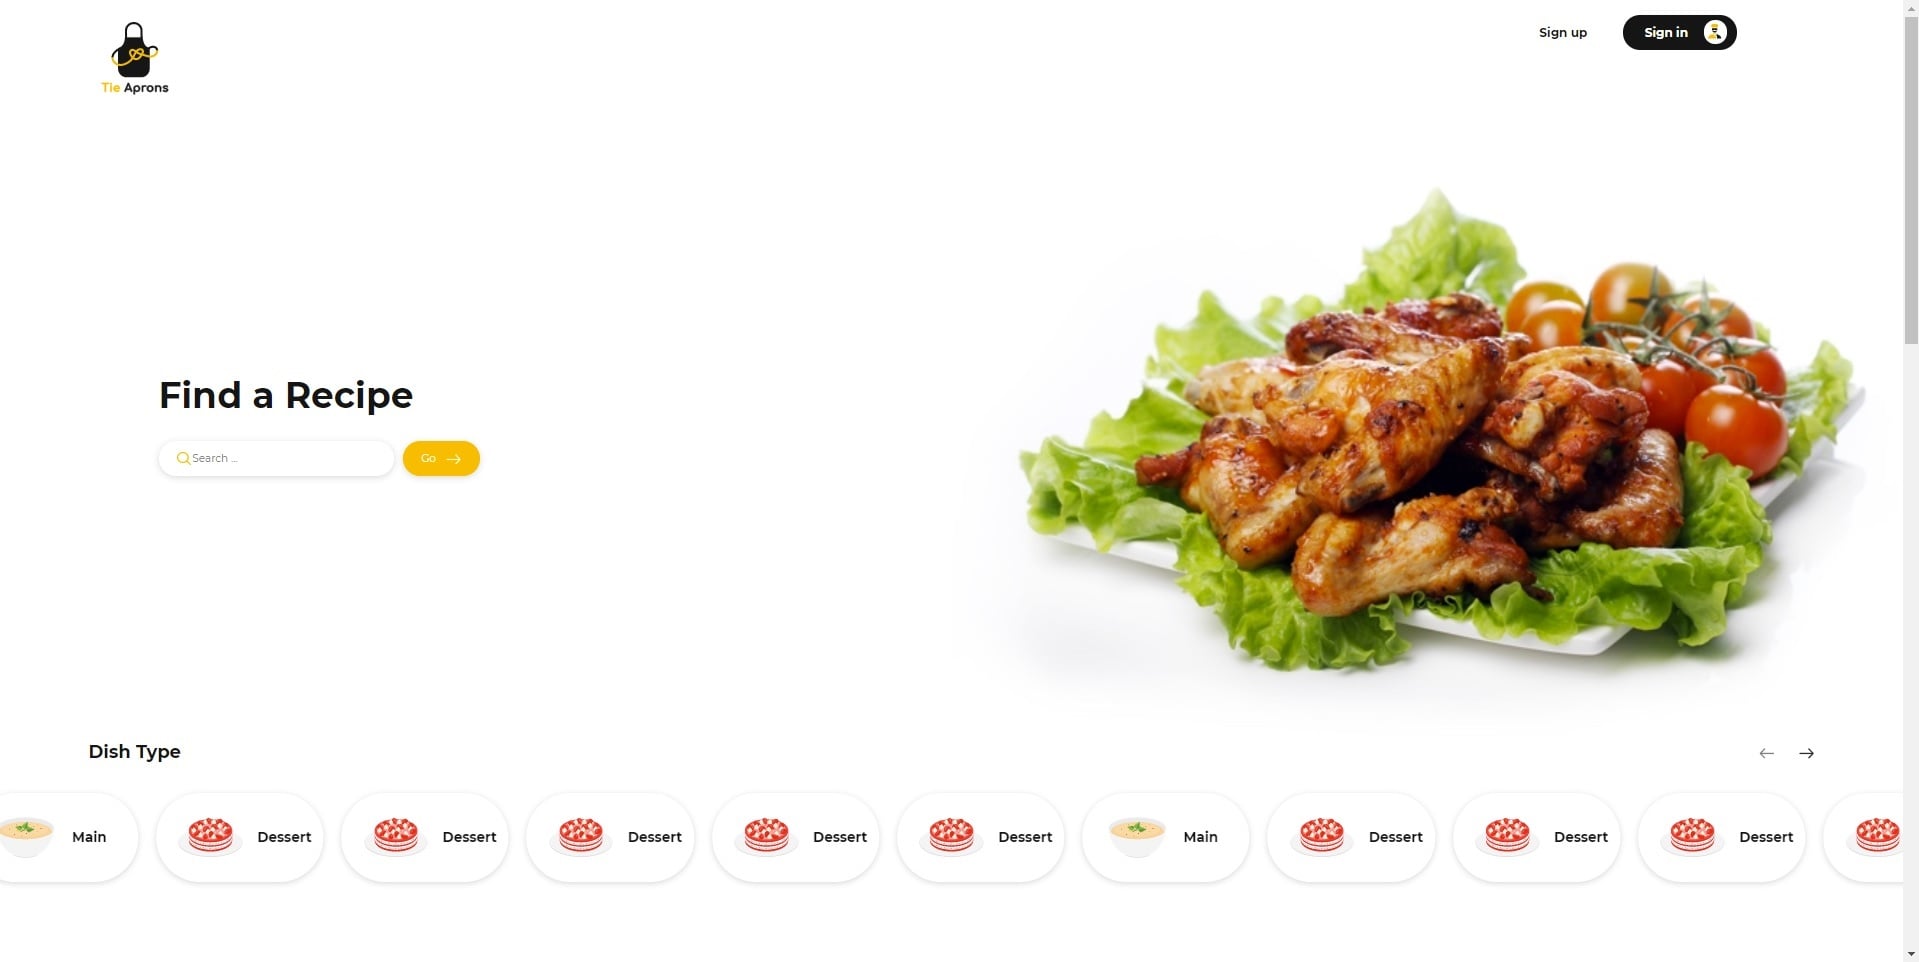 Tie Aprons
Sign up
Sign in
Find a Recipe
Search ...
Go
Dish Type
Main
Dessert
Dessert
Dessert
Dessert
Dessert
Main
Dessert
Dessert
Dessert